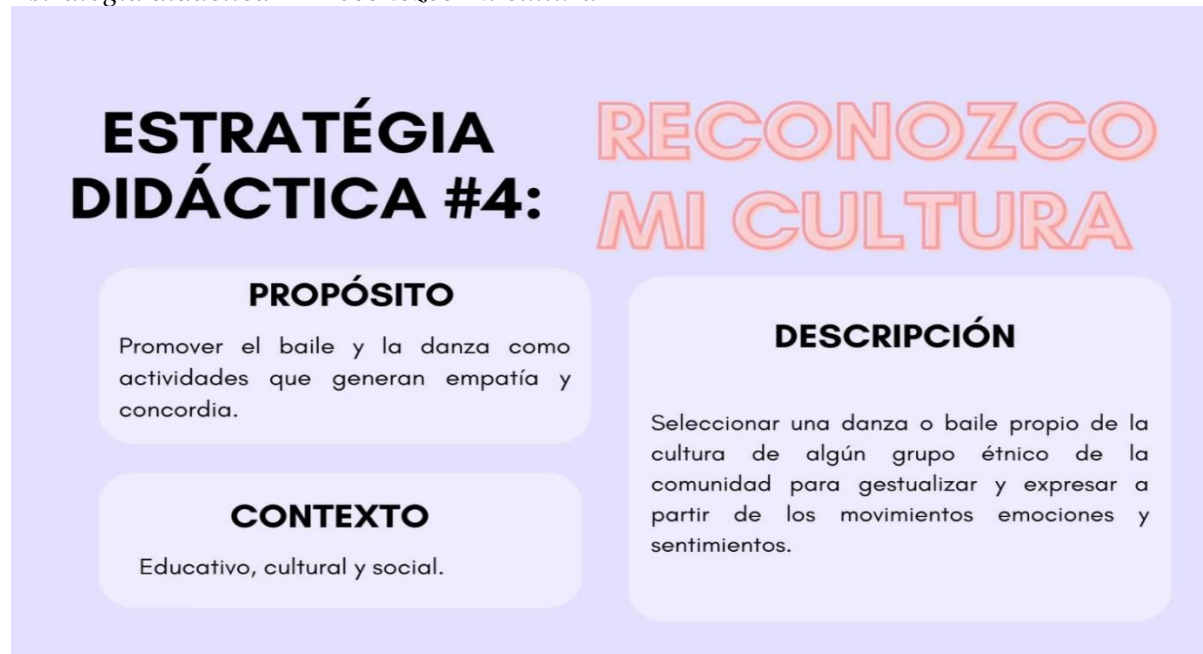 ESTRATÉGIA
DIDÁCTICA #4:
RECONOZCO
MI CULTURA
PROPÓSITO
Promover el baile y la danza como
actividades que generan empatía y
concordia.
CONTEXTO
Educativo, cultural y social.
DESCRIPCIÓN
Seleccionar una danza o baile propio de la
cultura de algún grupo étnico de la
comunidad para gestualizar y expresar a
partir de los movimientos emociones y
sentimientos.